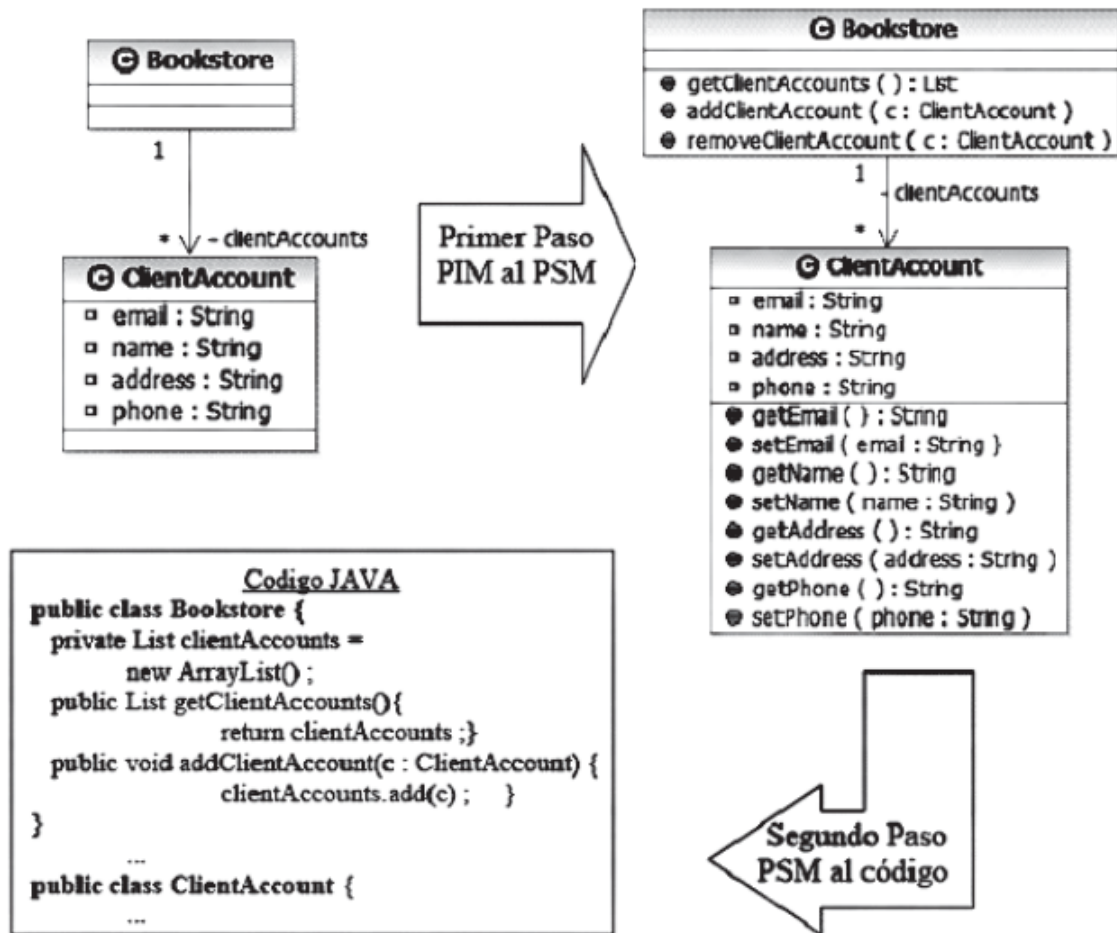 C Bookstore
1
* - clientAccounts
C ClientAccount
email : String
name : String
address : String
phone : String
Primer Paso
PIM al PSM
C Bookstore
getClientAccounts ( ) : List
addClientAccount ( c : ClientAccount )
removeClientAccount ( c : ClientAccount )
1
- clientAccounts
*
C ClientAccount
email : String
name : String
address : String
phone : String
getEmail ( ) : String
setEmail ( email : String )
getName ( ) : String
setName ( name : String )
getAddress ( ) : String
setAddress ( address : String )
getPhone ( ) : String
setPhone ( phone : String )
Segundo Paso
PSM al código
Codigo JAVA
public class Bookstore {
private List clientAccounts =
new ArrayList() ;
public List getClientAccounts(){
return clientAccounts ;}
public void addClientAccount(c : ClientAccount) {
clientAccounts.add(c) ; }
}
...
public class ClientAccount {
...